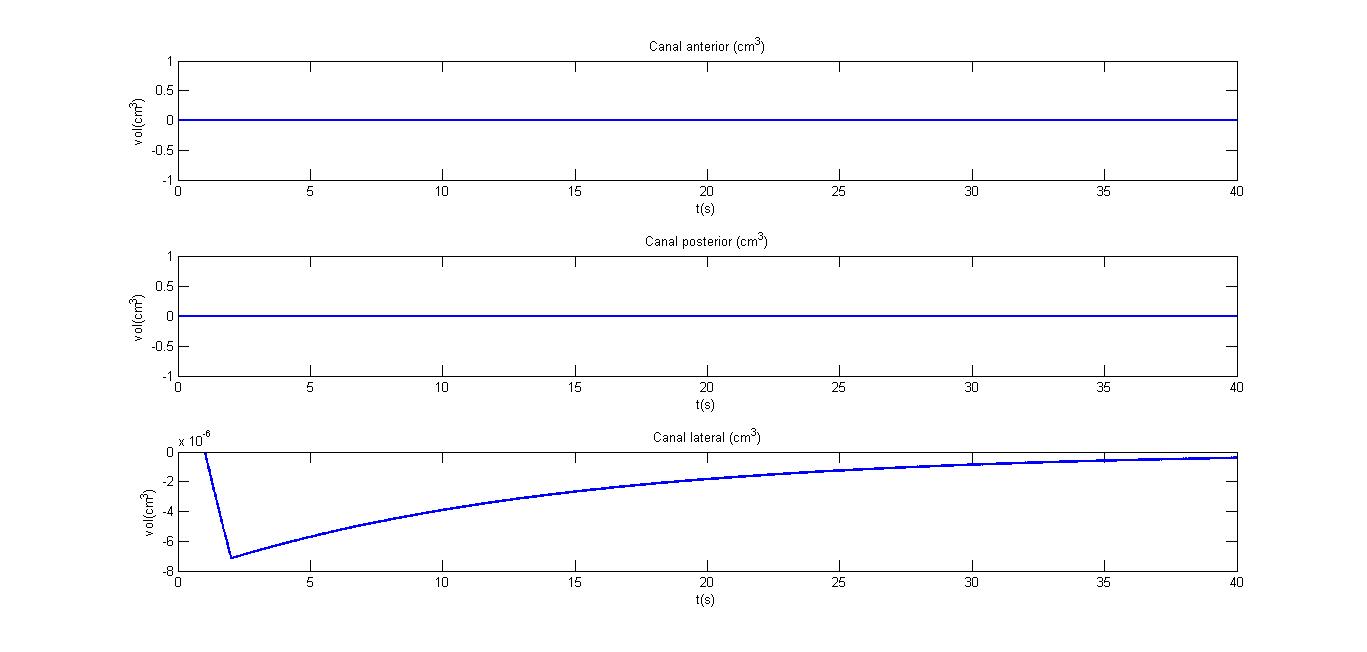 Canal anterior (cm³)
1
0.5
0
-0.5
-1
vol(cm³)
0 5 10 15 20 25 30 35 40
t(s)
Canal posterior (cm³)
1
0.5
0
-0.5
-1
vol(cm³)
0 5 10 15 20 25 30 35 40
t(s)
Canal lateral (cm³)
x 10⁻⁶
0
-2
-4
-6
-8
vol(cm³)
0 5 10 15 20 25 30 35 40
t(s)